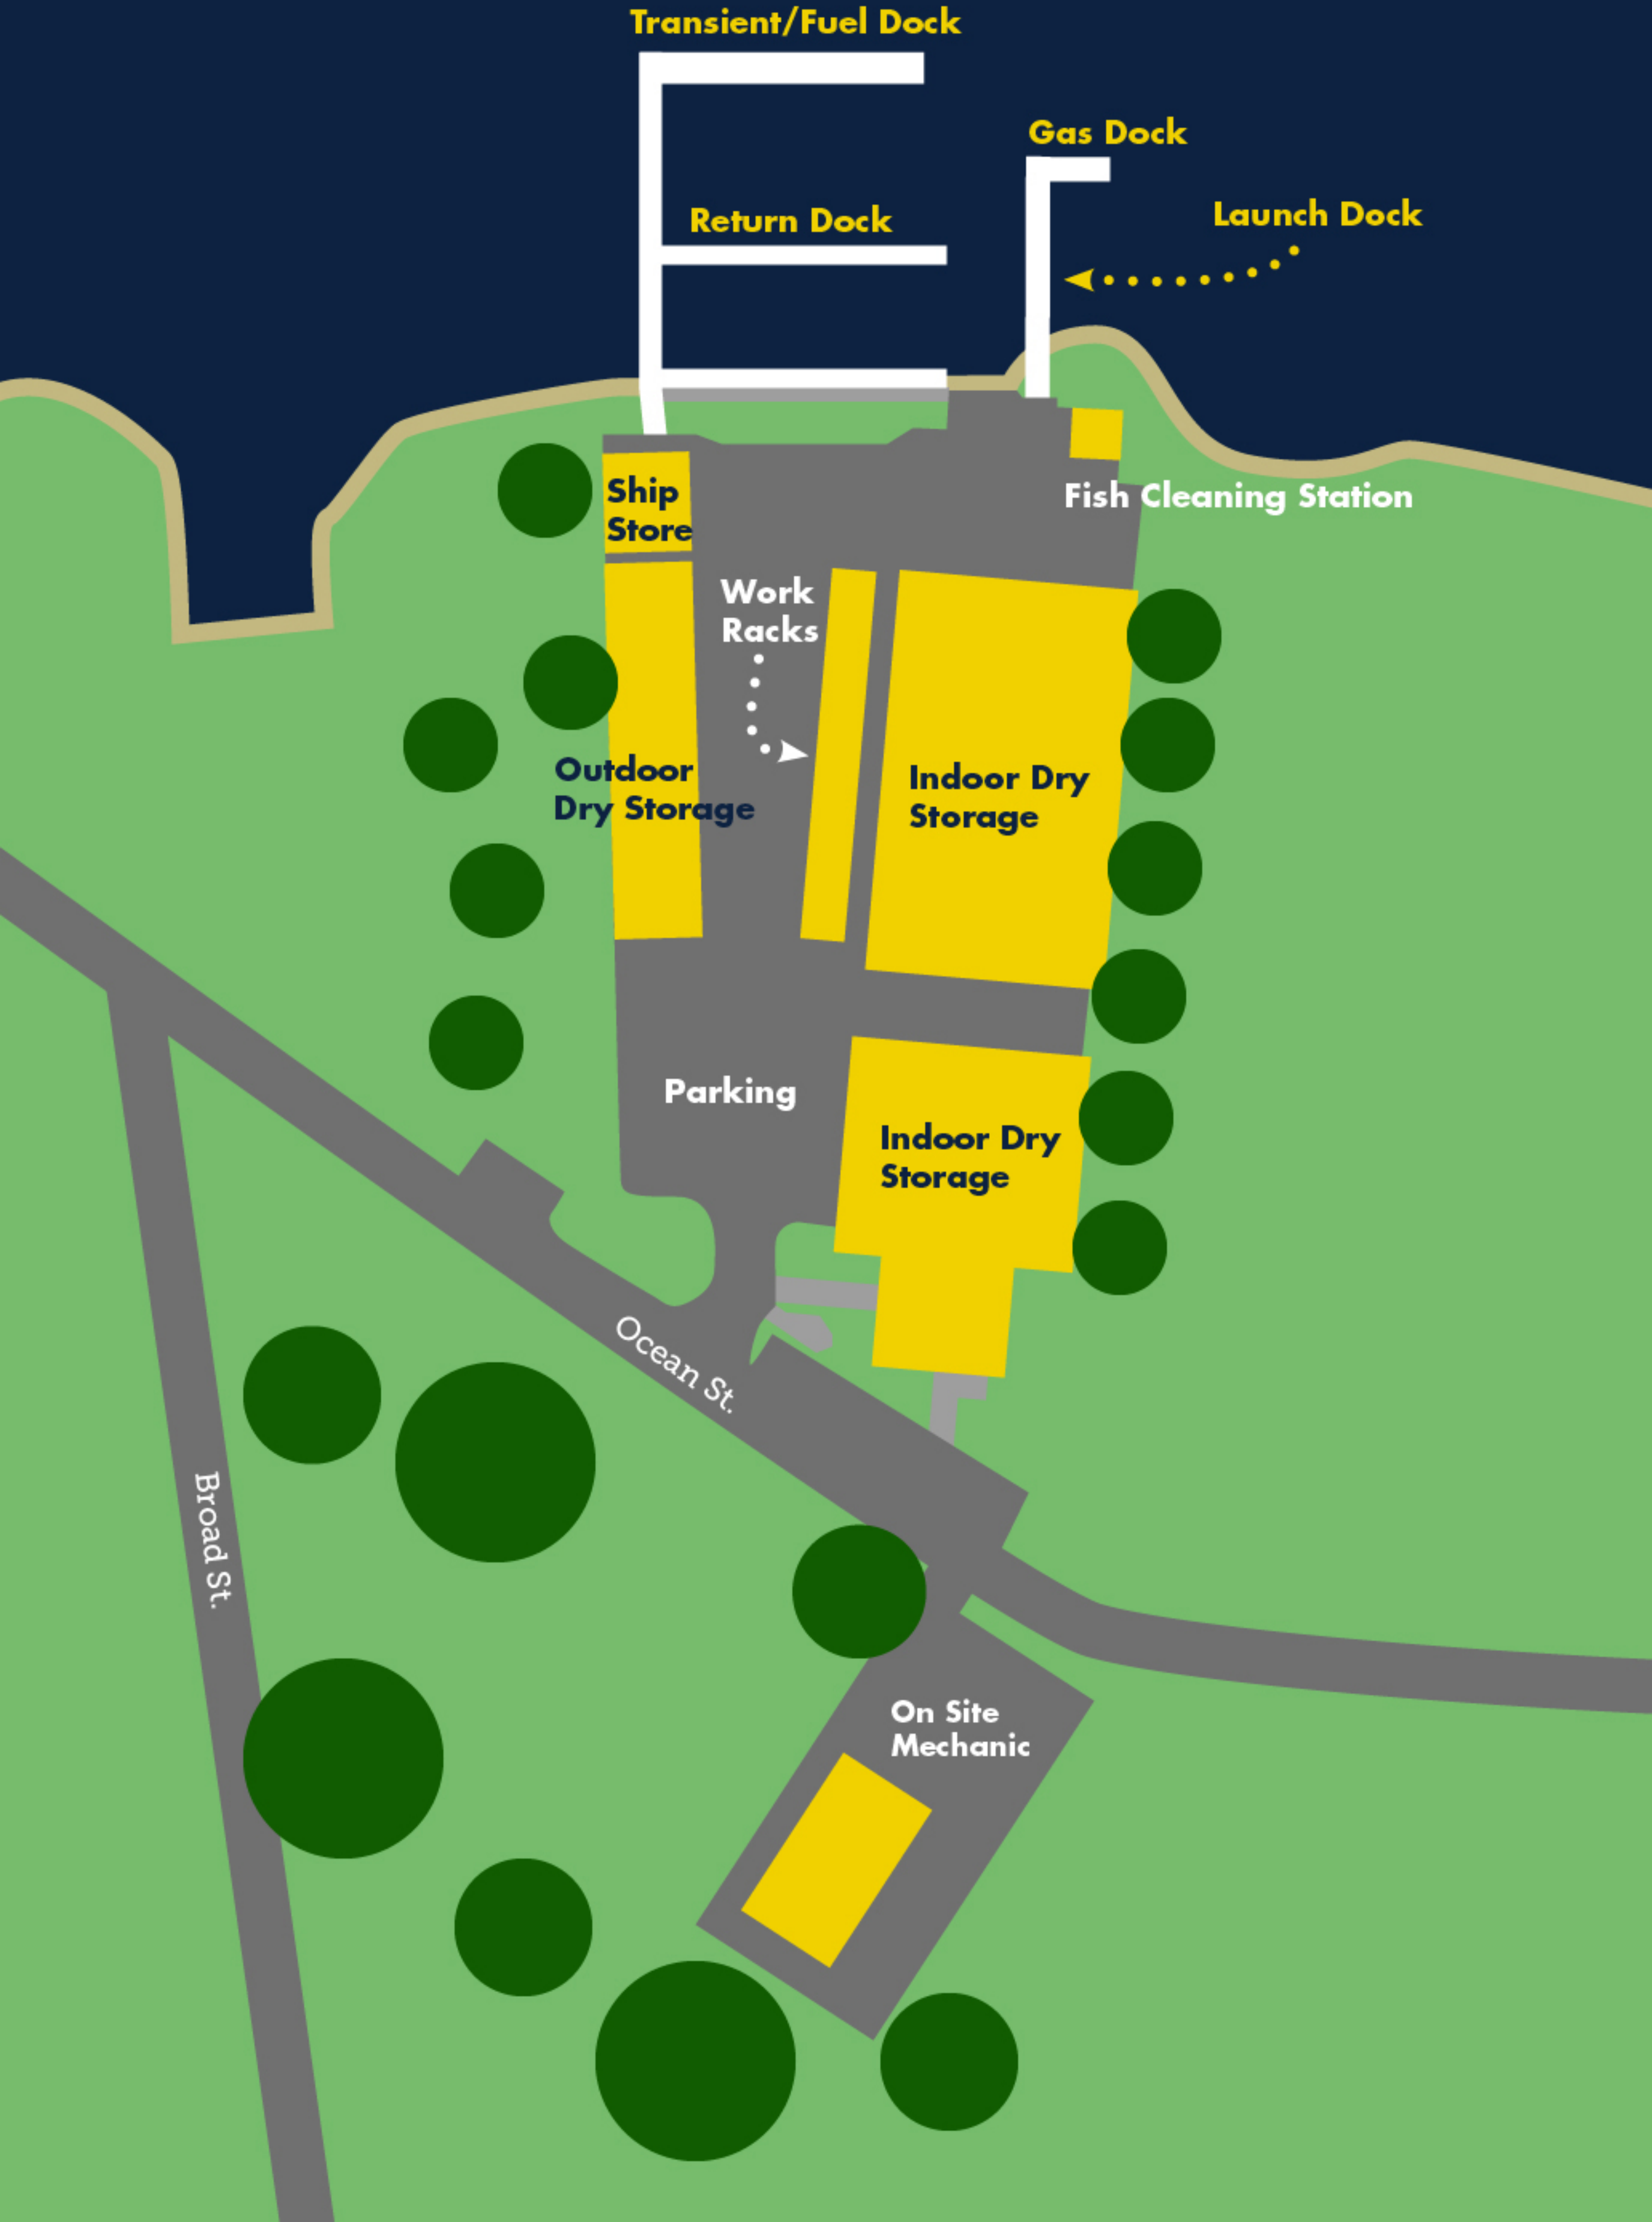 Transient/Fuel Dock
Gas Dock
Return Dock
Launch Dock
Ship
Store
Fish Cleaning Station
Work
Racks
Outdoor
Dry Storage
Indoor Dry
Storage
Parking
Indoor Dry
Storage
Ocean St.
Broad St.
On Site
Mechanic